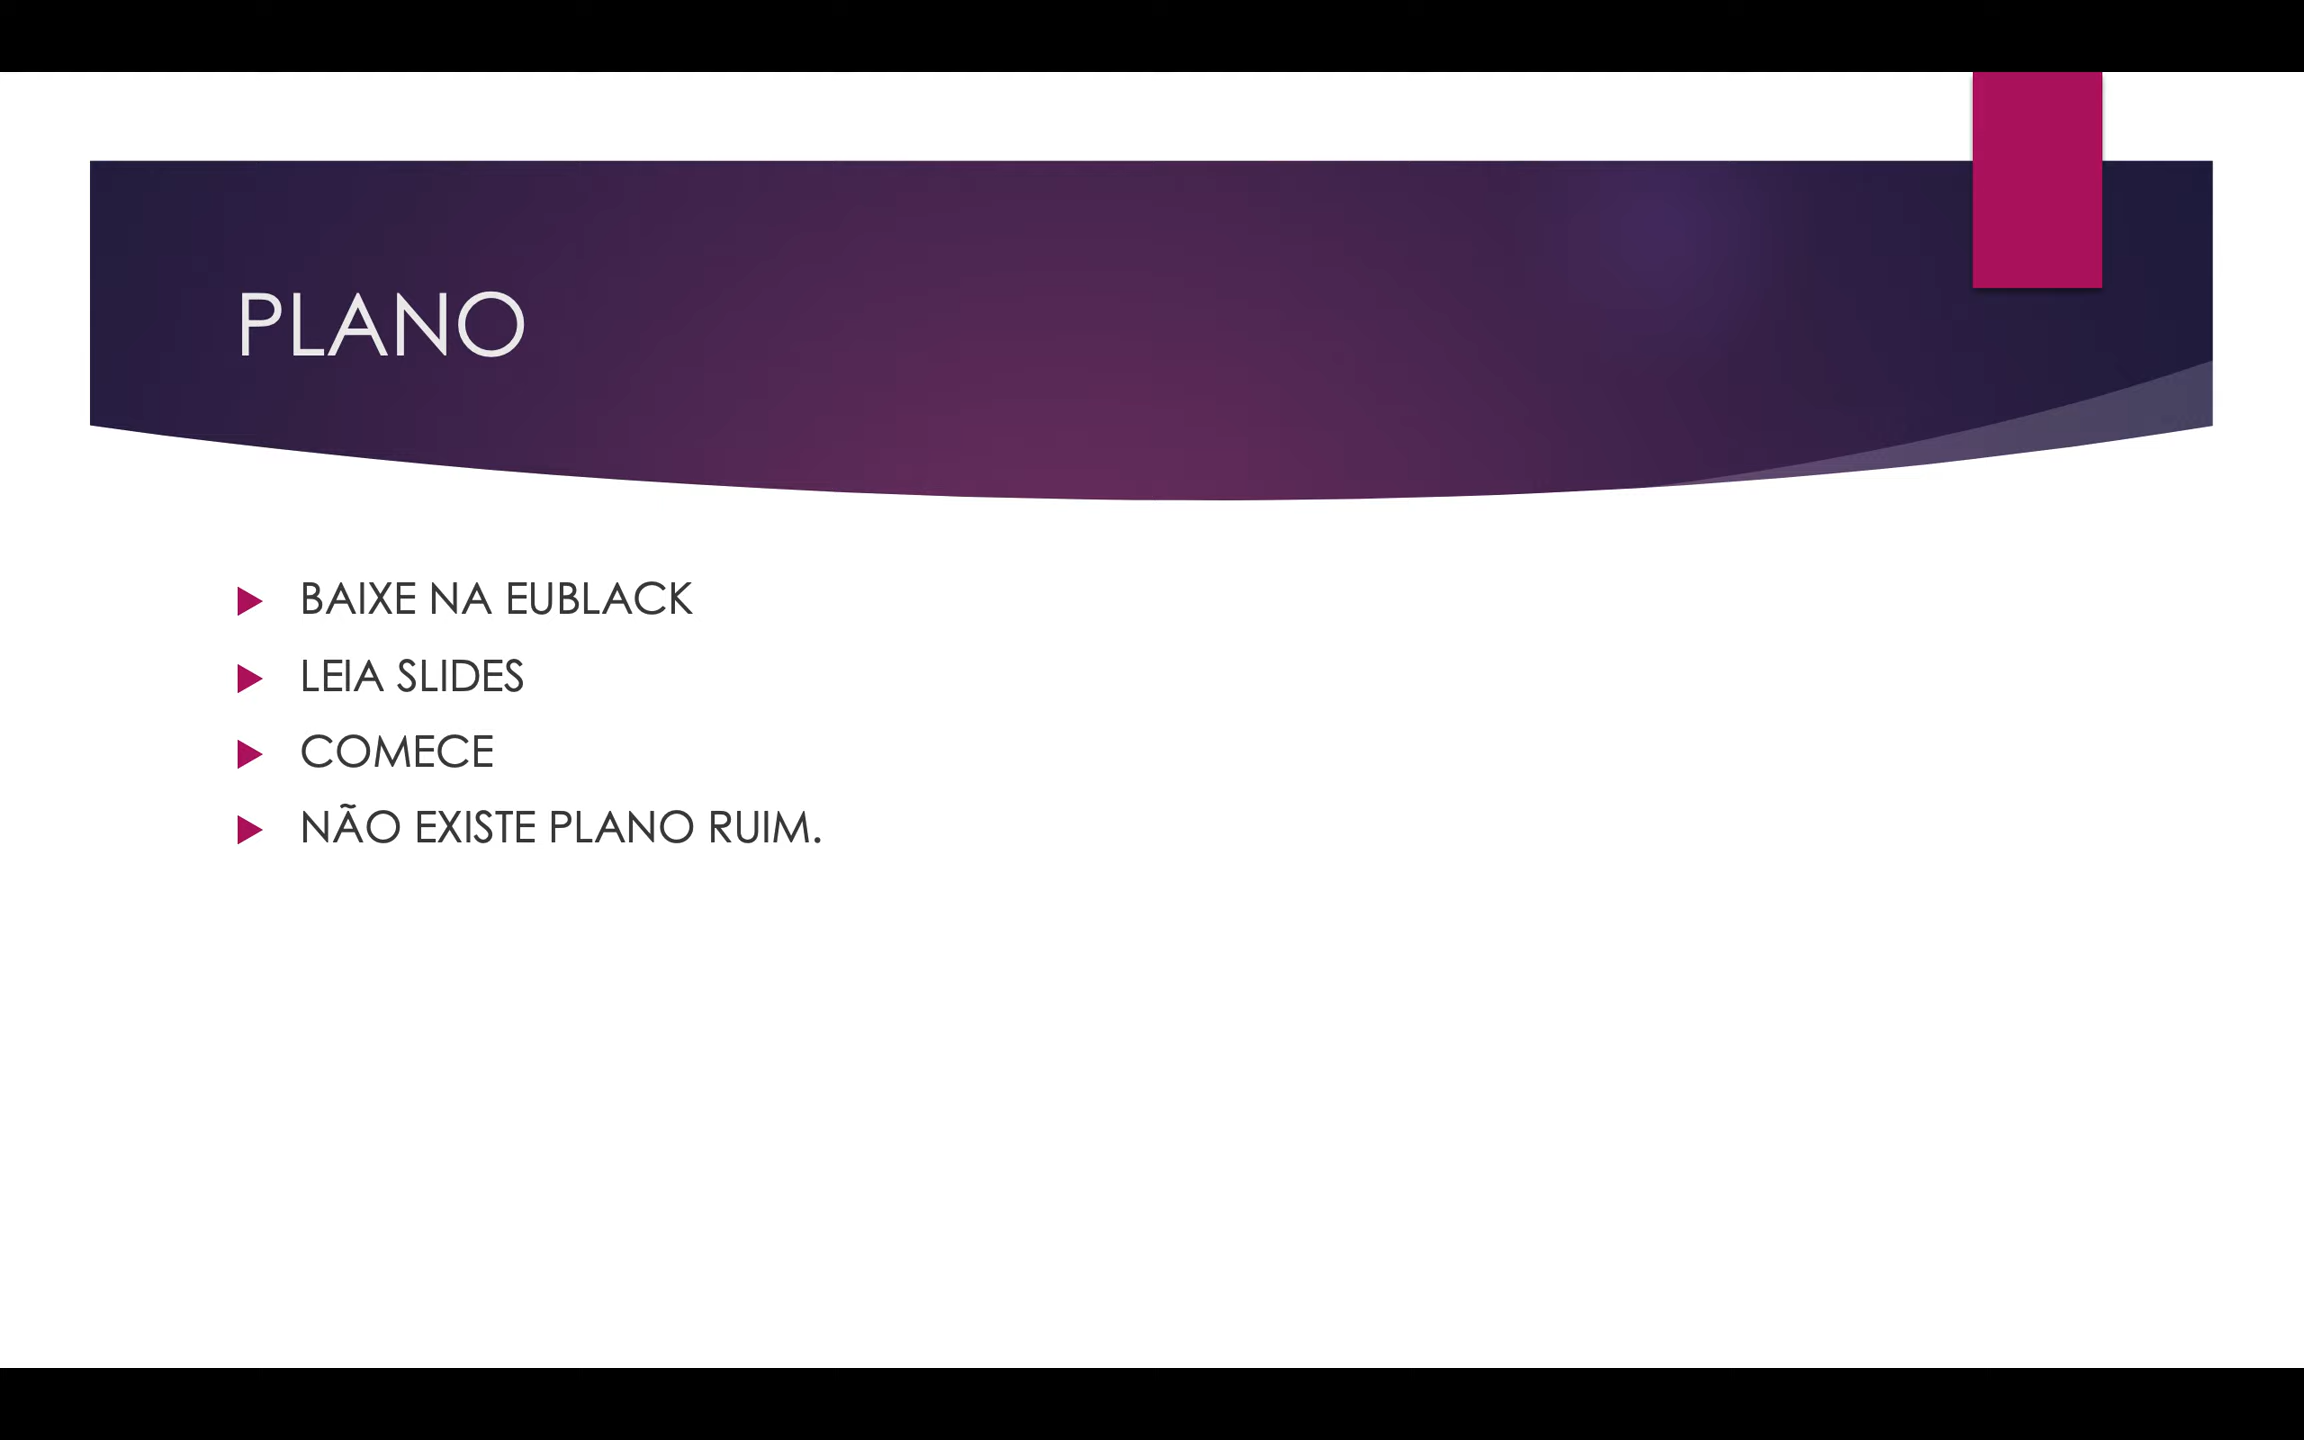 PLANO
BAIXE NA EUBLACK
LEIA SLIDES
COMECE
NÃO EXISTE PLANO RUIM.